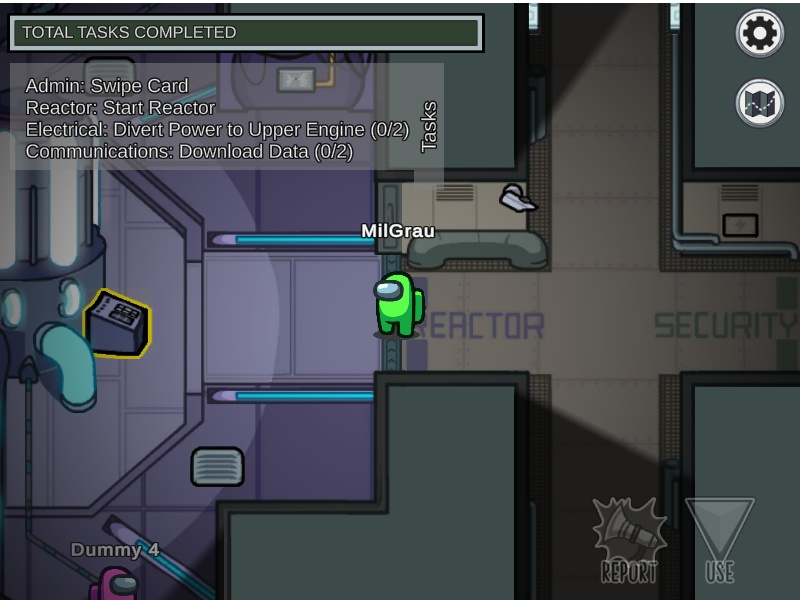 TOTAL TASKS COMPLETED
Admin: Swipe Card
Reactor: Start Reactor
Electrical: Divert Power to Upper Engine (0/2)
Communications: Download Data (0/2)
Tasks
MilGrau
REACTOR
SECURITY
Dummy 4
REPORT
USE